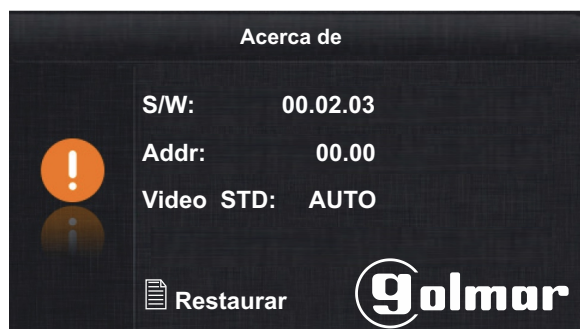 Acerca de
S/W: 00.02.03
Addr: 00.00
Video STD: AUTO
Restaurar
golmar